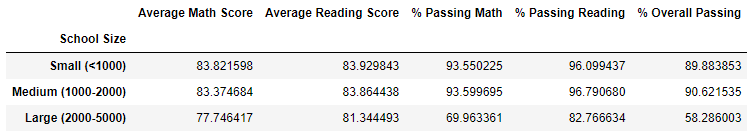 Average Math Score Average Reading Score % Passing Math % Passing Reading % Overall Passing
School Size
Small (<1000) 83.821598 83.929843 93.550225 96.099437 89.883853
Medium (1000-2000) 83.374684 83.864438 93.599695 96.790680 90.621535
Large (2000-5000) 77.746417 81.344493 69.963361 82.766634 58.286003